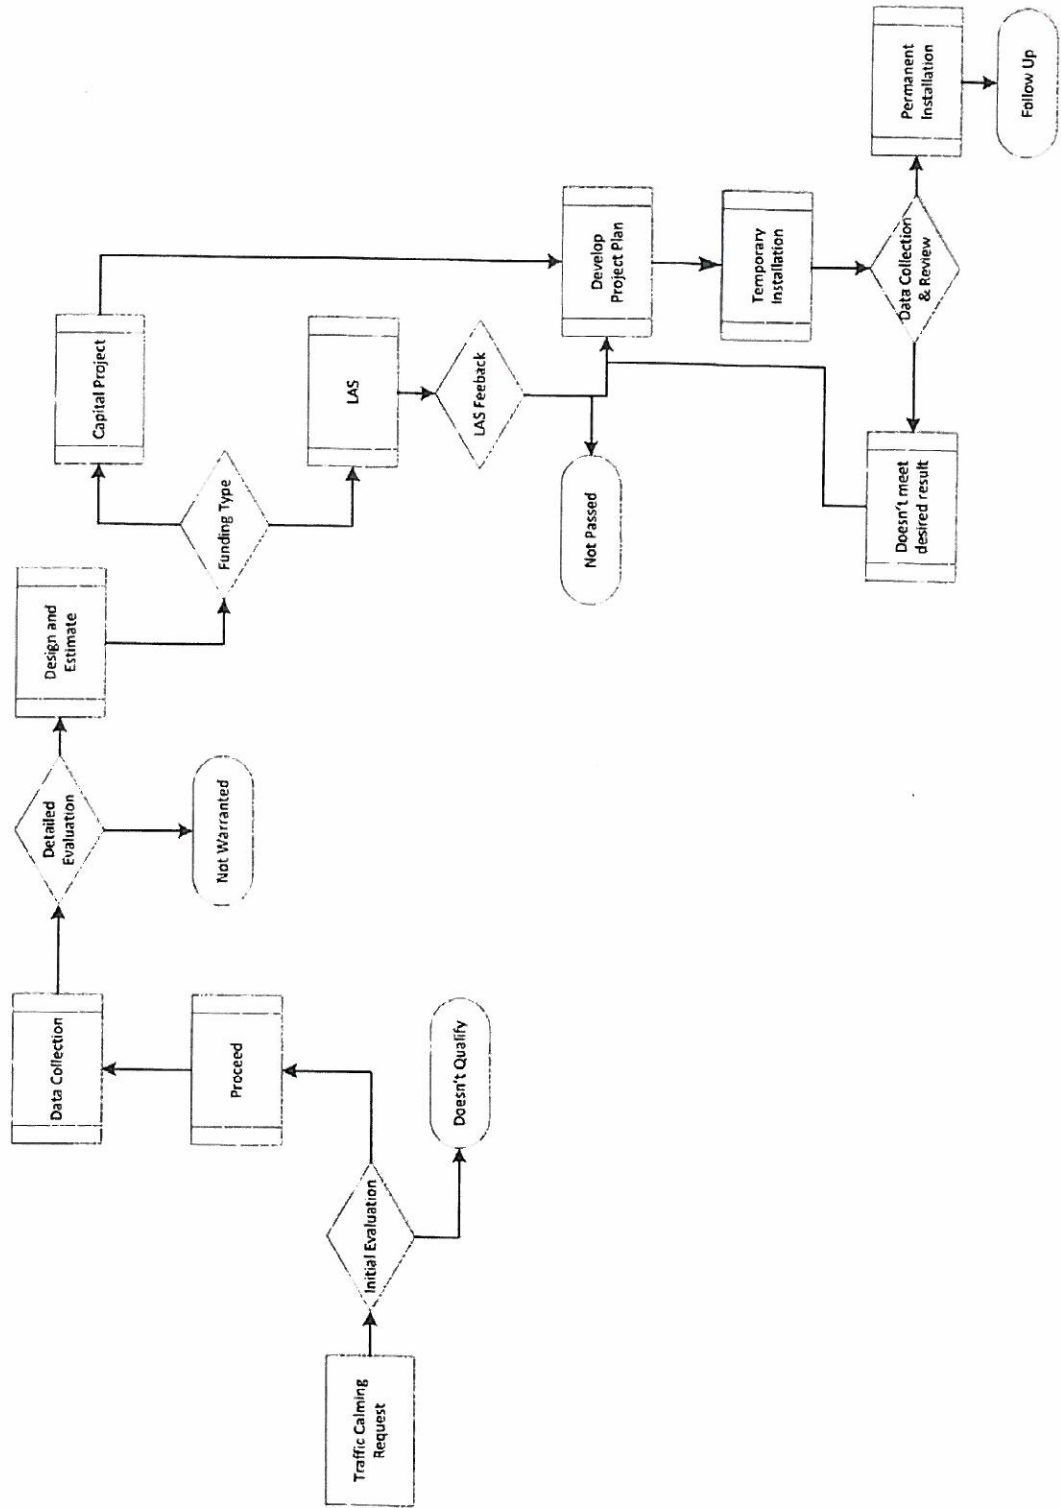 Traffic Calming
Request
Initial Evaluation
Doesn't Qualify
Proceed
Data Collection
Detailed
Evaluation
Not Warranted
Design and
Estimate
Funding Type
Capital Project
LAS
LAS Feeback
Not Passed
Develop
Project Plan
Temporary
Installation
Data Collection
& Review
Doesn't meet
desired result
Permanent
Installation
Follow Up